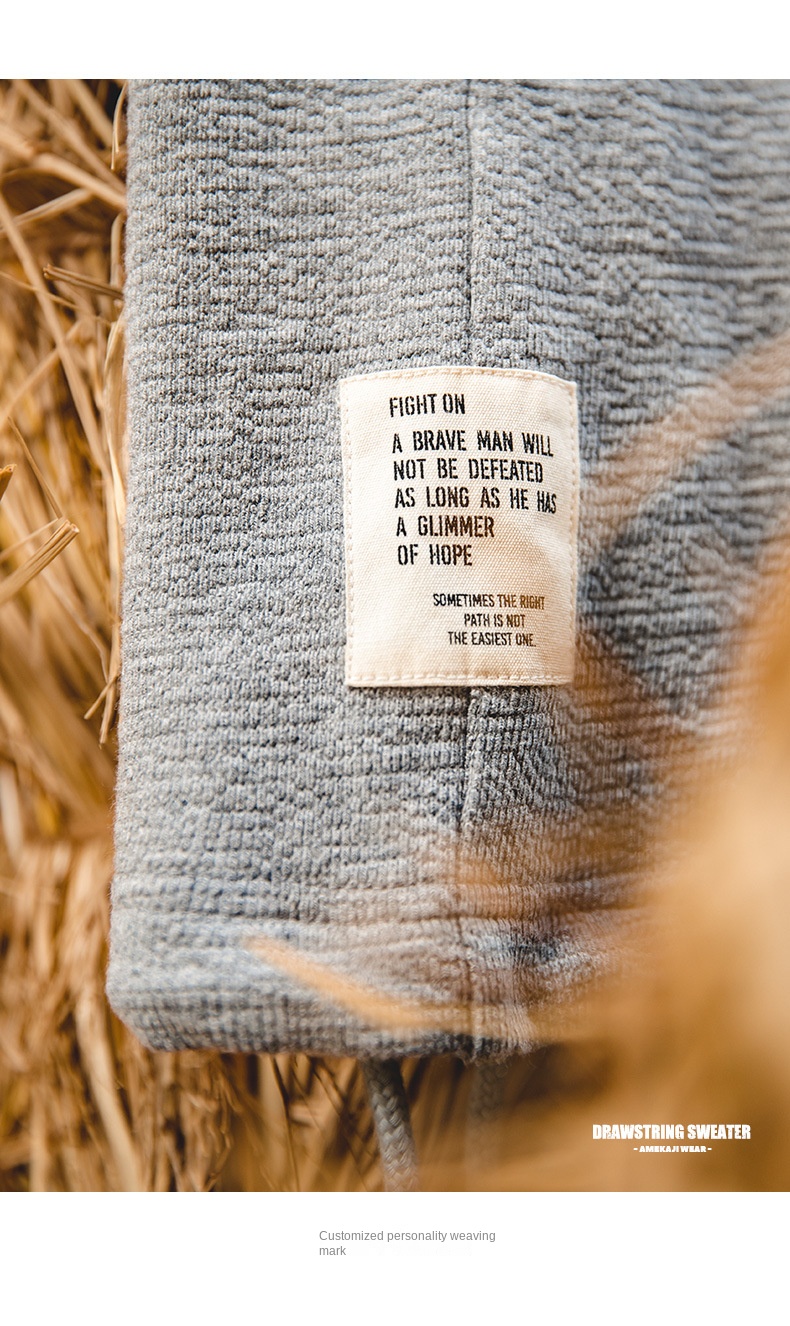 FIGHT ON
A BRAVE MAN WILL
NOT BE DEFEATED
AS LONG AS HE HAS
A GLIMMER
OF HOPE
SOMETIMES THE RIGHT
PATH IS NOT
THE EASIEST ONE.
DRAWSTRING SWEATER
- AMEKAJI WEAR -
Customized personality weaving
mark